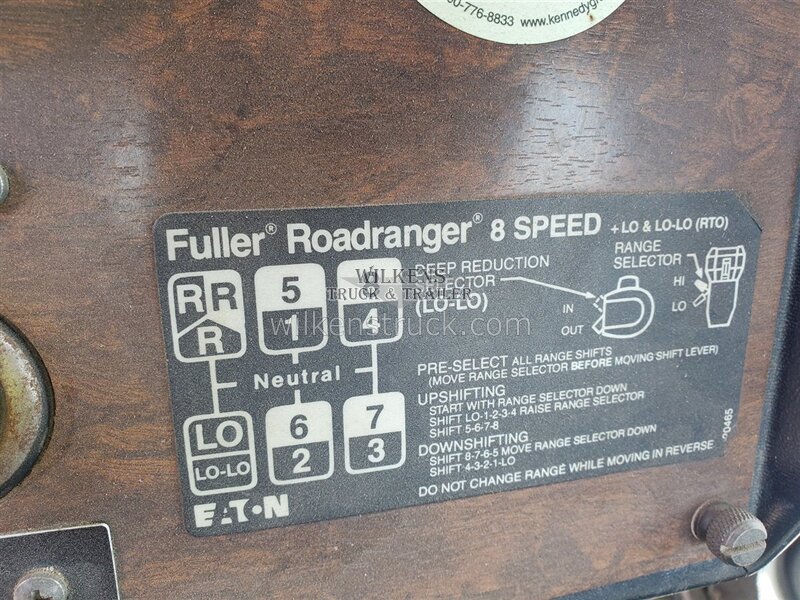 0-776-8833 www.kennedygr
Fuller® Roadranger® 8 SPEED + LO & LO-LO (RTO)
R R R
5
1
4
Neutral
LO
LO-LO
6
2
7
3
DEEP REDUCTION
SELECTOR
(LO-LO)
IN
OUT
RANGE
SELECTOR
HI
LO
WILKENS
TRUCK & TRAILER
wilkenstruck.com
PRE-SELECT ALL RANGE SHIFTS
(MOVE RANGE SELECTOR BEFORE MOVING SHIFT LEVER)
UPSHIFTING
START WITH RANGE SELECTOR DOWN
SHIFT LO-1-2-3-4 RAISE RANGE SELECTOR
SHIFT 5-6-7-8
DOWNSHIFTING
SHIFT 8-7-6-5 MOVE RANGE SELECTOR DOWN
SHIFT 4-3-2-1-LO
DO NOT CHANGE RANGE WHILE MOVING IN REVERSE
EATON